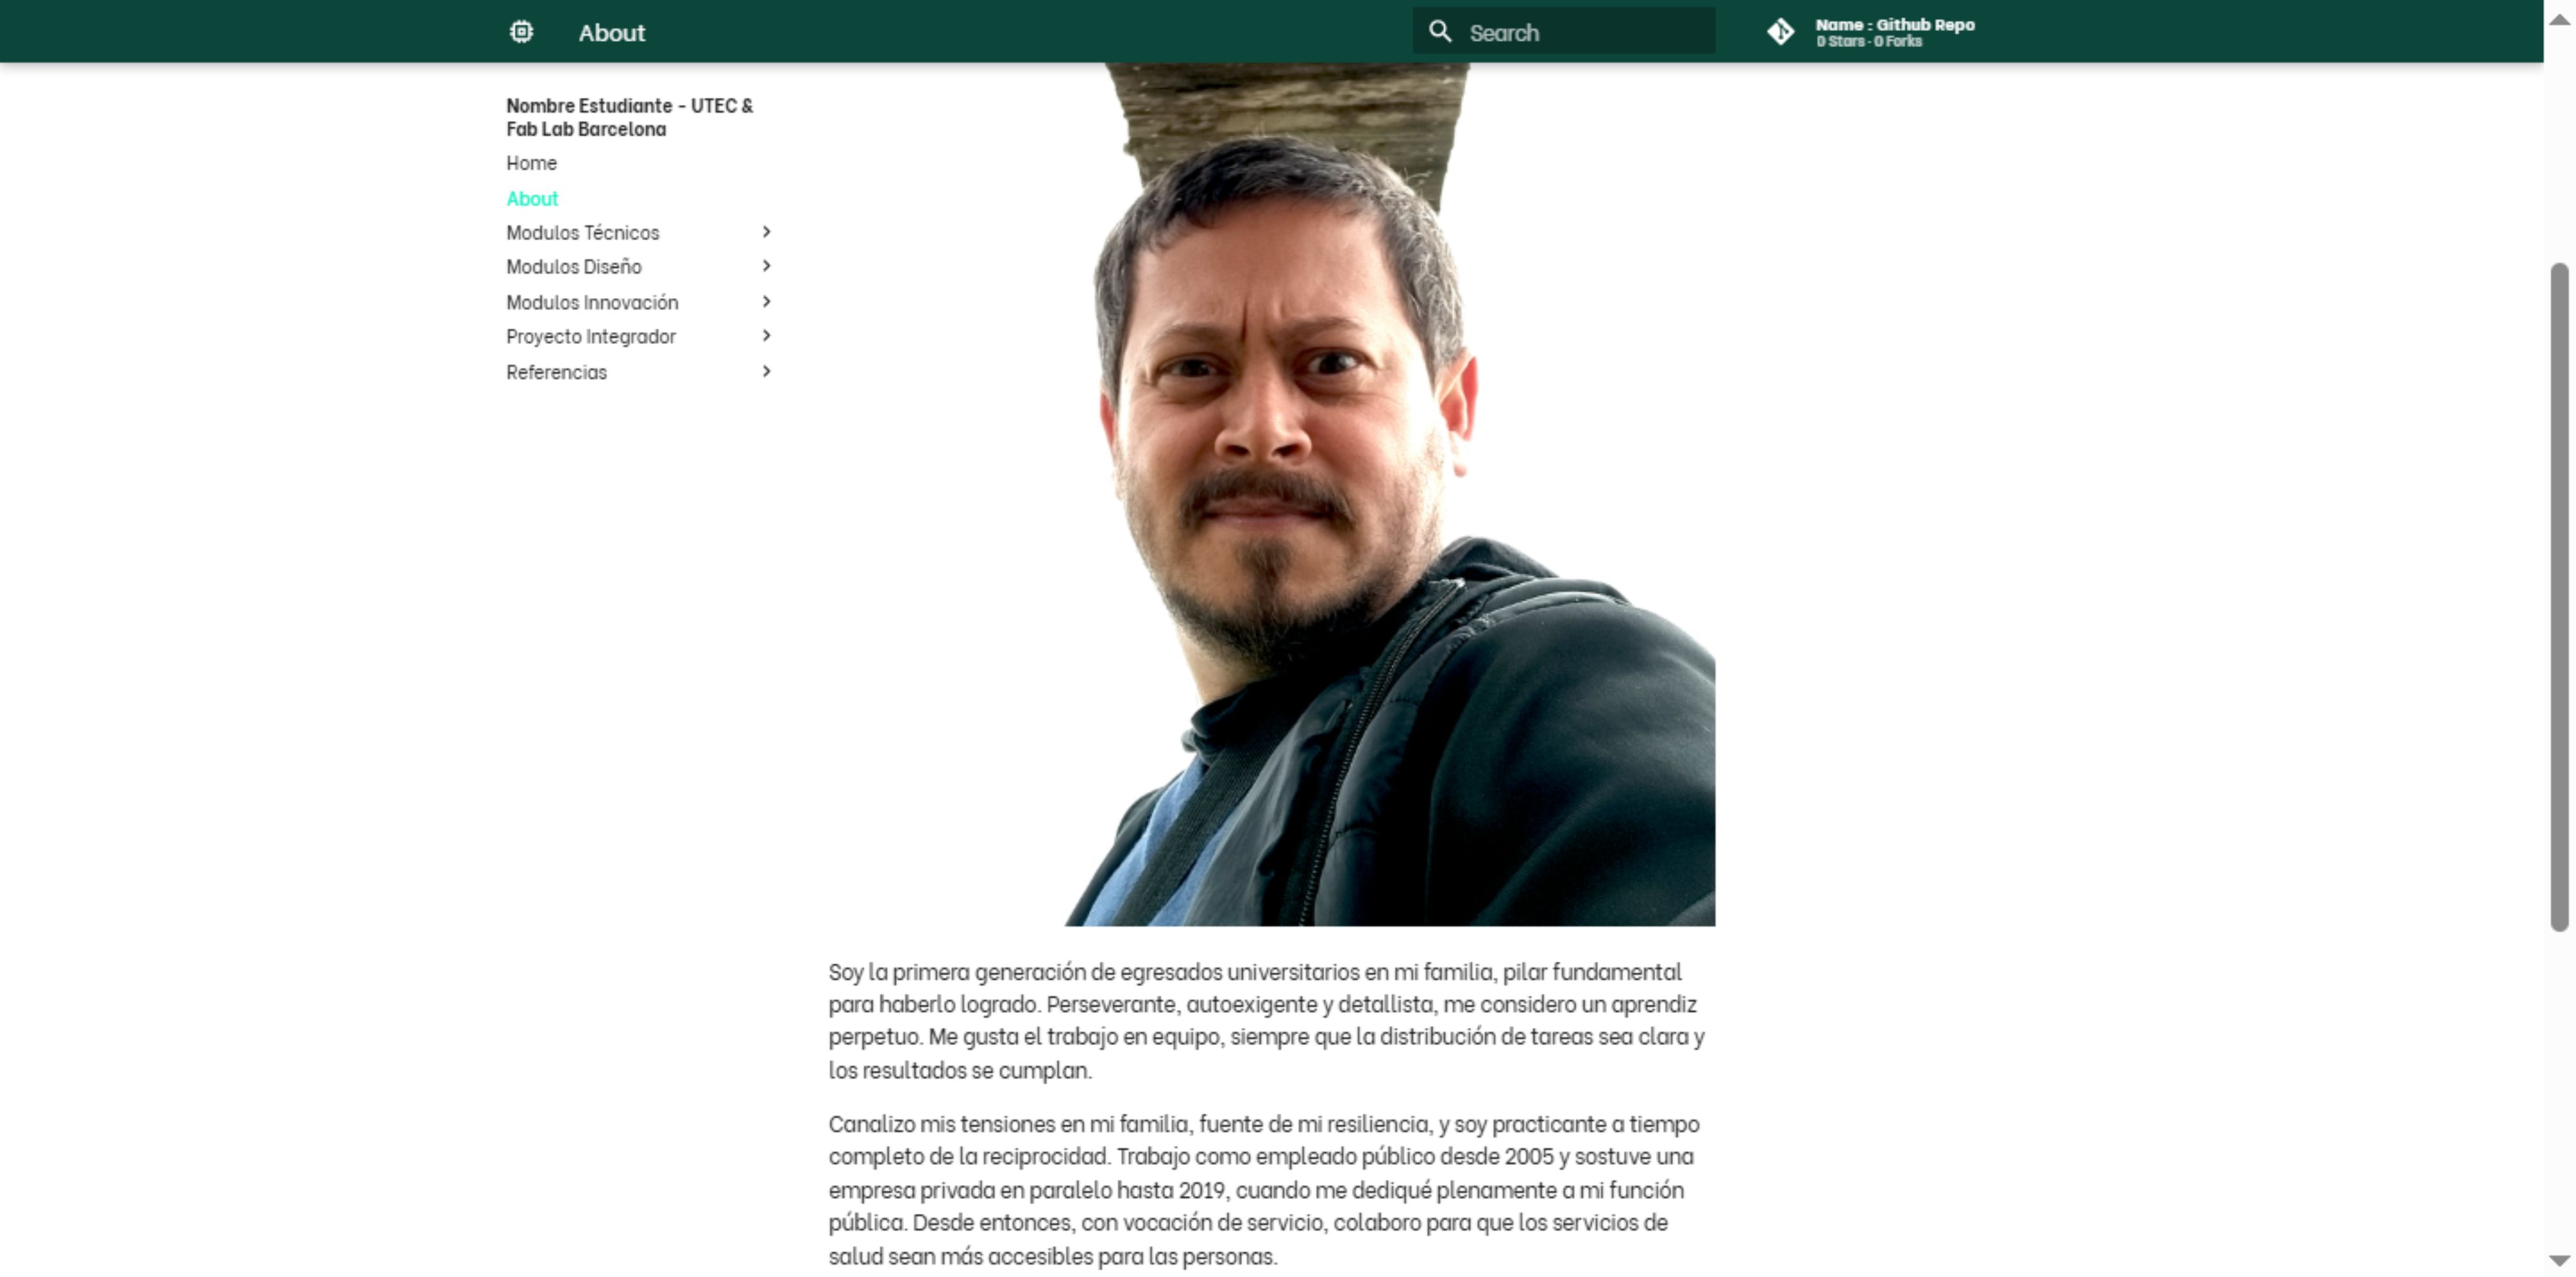 About
Search
Name : Github Repo
0 Stars · 0 Forks
Nombre Estudiante - UTEC &
Fab Lab Barcelona
Home
About
Modulos Técnicos
Modulos Diseño
Modulos Innovación
Proyecto Integrador
Referencias
Soy la primera generación de egresados universitarios en mi familia, pilar fundamental
para haberlo logrado. Perseverante, autoexigente y detallista, me considero un aprendiz
perpetuo. Me gusta el trabajo en equipo, siempre que la distribución de tareas sea clara y
los resultados se cumplan.
Canalizo mis tensiones en mi familia, fuente de mi resiliencia, y soy practicante a tiempo
completo de la reciprocidad. Trabajo como empleado público desde 2005 y sostuve una
empresa privada en paralelo hasta 2019, cuando me dediqué plenamente a mi función
pública. Desde entonces, con vocación de servicio, colaboro para que los servicios de
salud sean más accesibles para las personas.